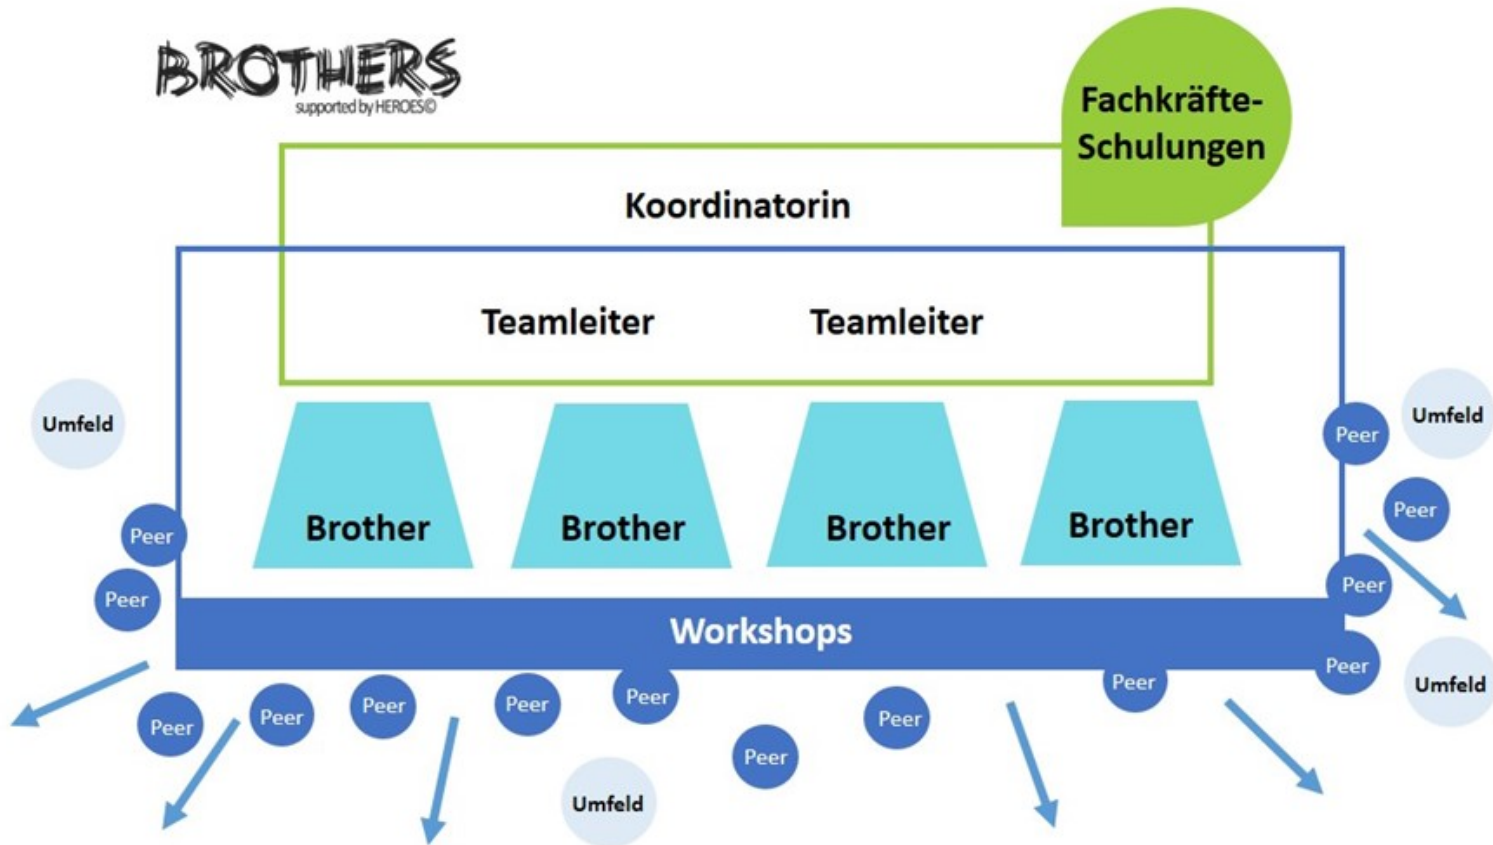 BROTHERS
supported by HEROES©
Fachkräfte-
Schulungen
Koordinatorin
Teamleiter Teamleiter
Umfeld
Umfeld
Peer
Peer
Brother Brother Brother Brother
Peer
Peer
Peer
Workshops
Peer
Peer
Umfeld
Peer
Peer
Peer
Peer
Peer
Peer
Peer
Peer
Umfeld